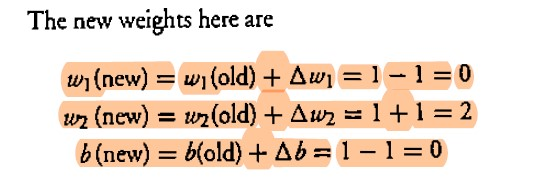 The new weights here are
w₁(new) = w₁(old) + Δw₁ = 1 − 1 = 0
w₂ (new) = w₂(old) + Δw₂ = 1 + 1 = 2
b(new) = b(old) + Δb = 1 − 1 = 0